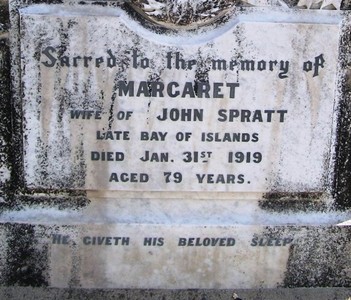 Sacred to the memory of
MARGARET
WIFE OF JOHN SPRATT
LATE BAY OF ISLANDS
DIED JAN. 31ST 1919
AGED 79 YEARS.
HE GIVETH HIS BELOVED SLEEP